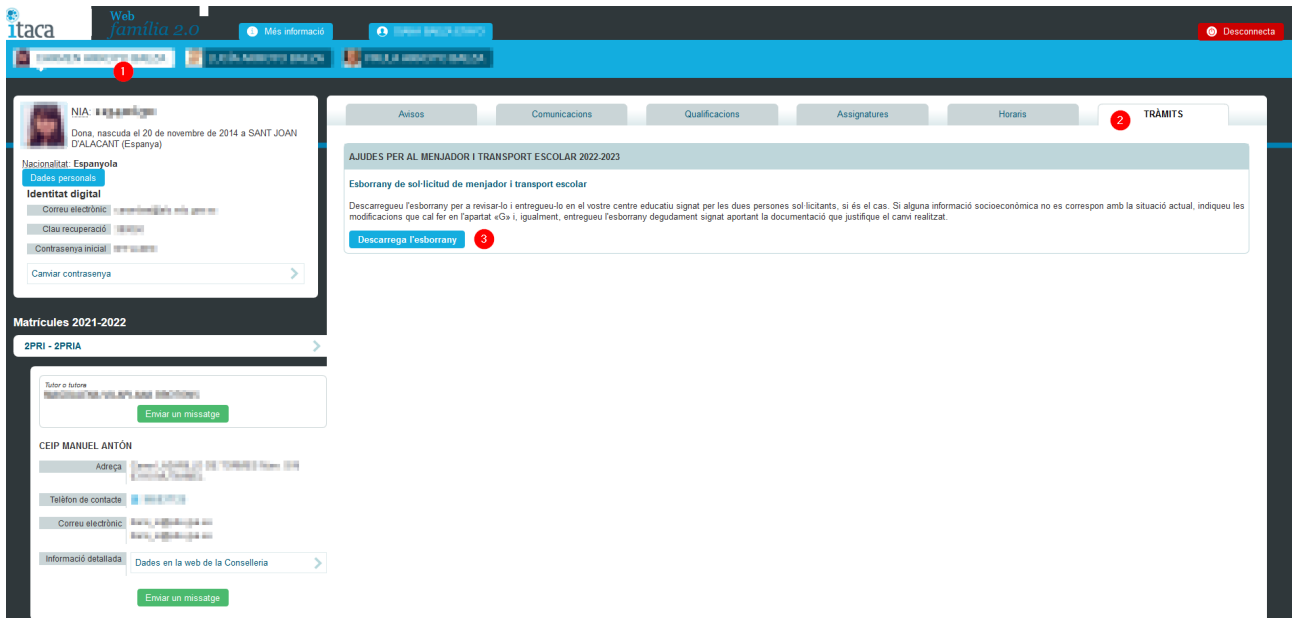 itaca
Web
família 2.0
Més informació
Desconnecta
1
NIA:
Dona, nascuda el 20 de novembre de 2014 a SANT JOAN
D'ALACANT (Espanya)
Nacionalitat: Espanyola
Dades personals
Identitat digital
Correu electrònic
Clau recuperació
Contrasenya inicial
Canviar contrasenya
Matrícules 2021-2022
2PRI - 2PRIA
Tutor o tutora
Enviar un missatge
CEIP MANUEL ANTÓN
Adreça
Telèfon de contacte
Correu electrònic
Informació detallada
Dades en la web de la Conselleria
Enviar un missatge
Avisos
Comunicacions
Qualificacions
Assignatures
Horaris
2
TRÀMITS
AJUDES PER AL MENJADOR I TRANSPORT ESCOLAR 2022-2023
Esborrany de sol·licitud de menjador i transport escolar
Descarregueu l'esborrany per a revisar-lo i entregueu-lo en el vostre centre educatiu signat per les dues persones sol·licitants, si és el cas. Si alguna informació socioeconòmica no es correspon amb la situació actual, indiqueu les
modificacions que cal fer en l'apartat «G» i, igualment, entregueu l'esborrany degudament signat aportant la documentació que justifique el canvi realitzat.
Descarrega l'esborrany
3